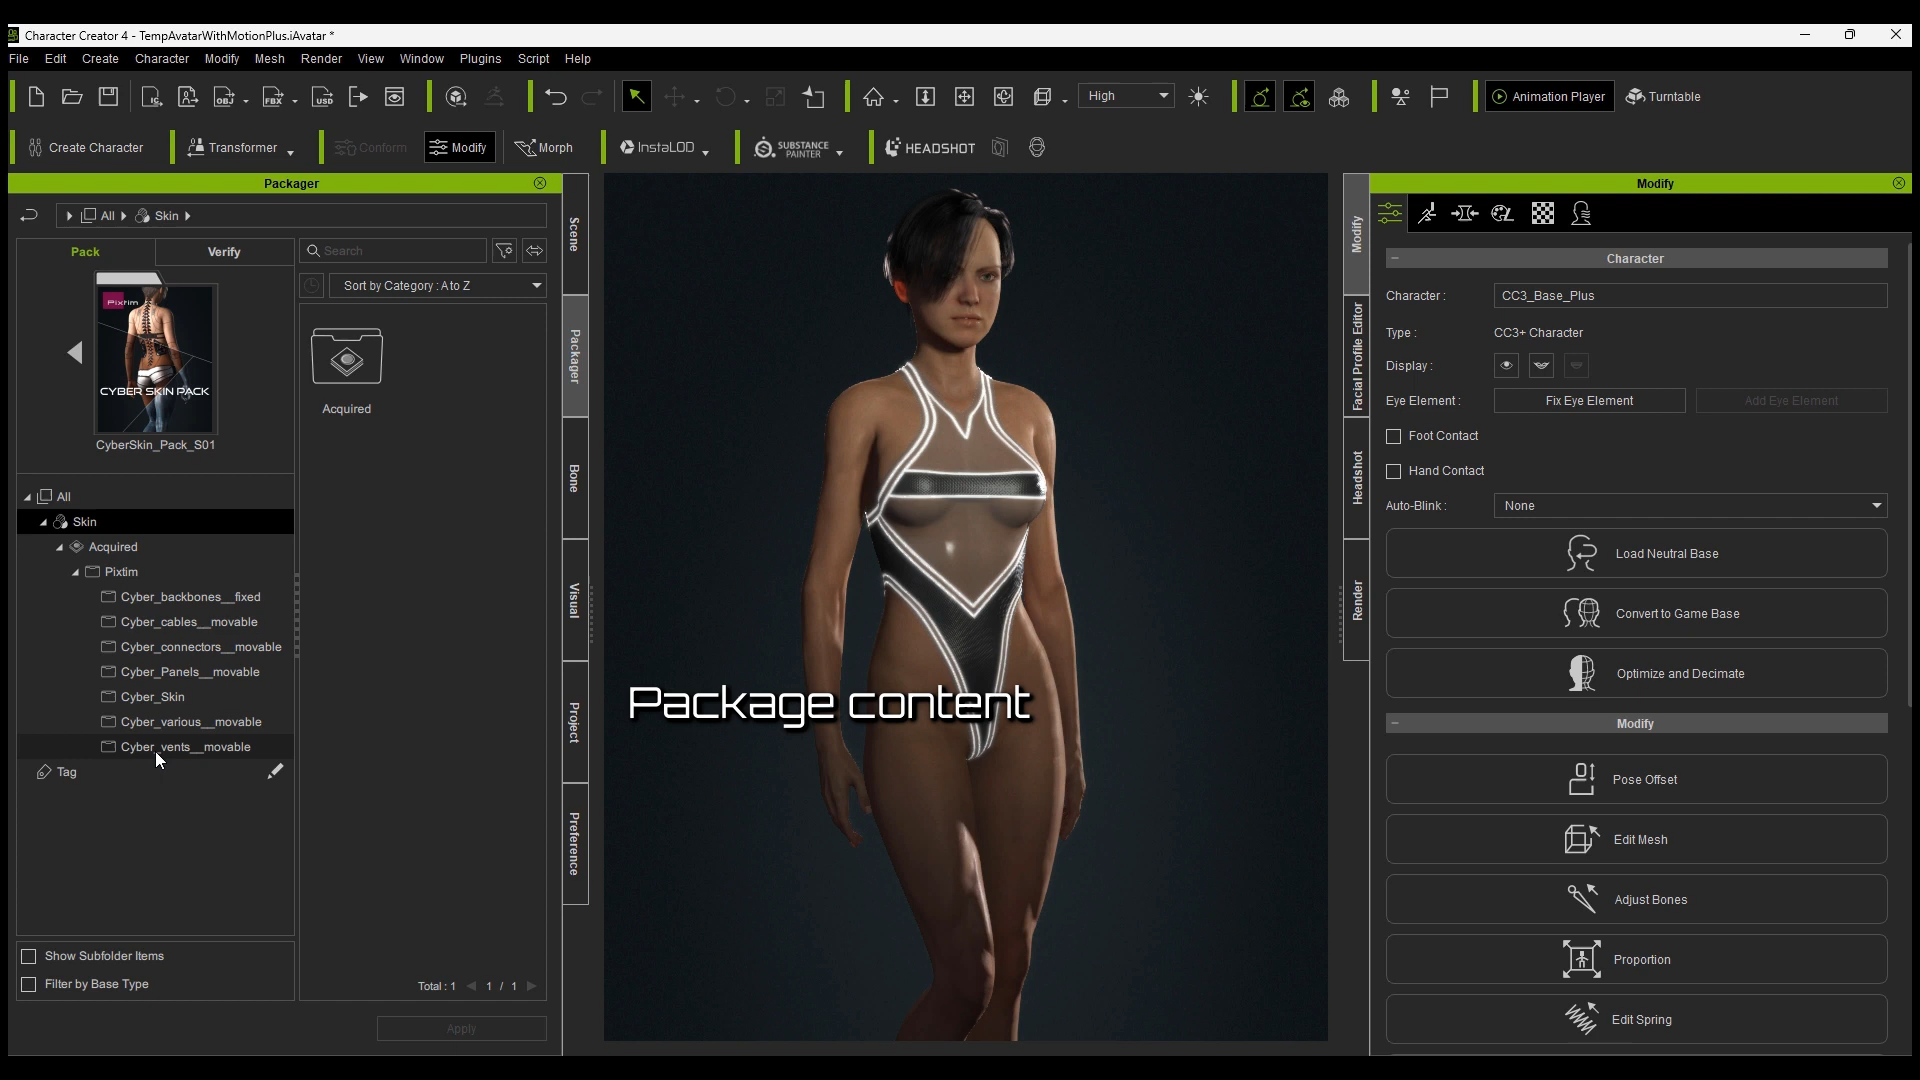 Character Creator 4 - TempAvatarWithMotionPlus.iAvatar *
File Edit Create Character Modify Mesh Render View Window Plugins Script Help
High Animation Player Turntable
Create Character Transformer Conform Modify Morph InstaLOD SUBSTANCE PAINTER HEADSHOT
Packager
All Skin
Pack Verify
Search
Sort by Category : A to Z
Pixtim
CYBER SKIN PACK
CyberSkin_Pack_S01
Acquired
All
Skin
Acquired
Pixtim
Cyber_backbones__fixed
Cyber_cables__movable
Cyber_connectors__movable
Cyber_Panels__movable
Cyber_Skin
Cyber_various__movable
Cyber_vents__movable
Tag
Show Subfolder Items
Filter by Base Type
Total : 1 1 / 1
Apply
Scene
Packager
Bone
Visual
Project
Preference
Package content
Modify
Facial Profile Editor
Headshot
Render
Modify
Character
Character : CC3_Base_Plus
Type : CC3+ Character
Display :
Eye Element : Fix Eye Element Add Eye Element
Foot Contact
Hand Contact
Auto-Blink : None
Load Neutral Base
Convert to Game Base
Optimize and Decimate
Modify
Pose Offset
Edit Mesh
Adjust Bones
Proportion
Edit Spring